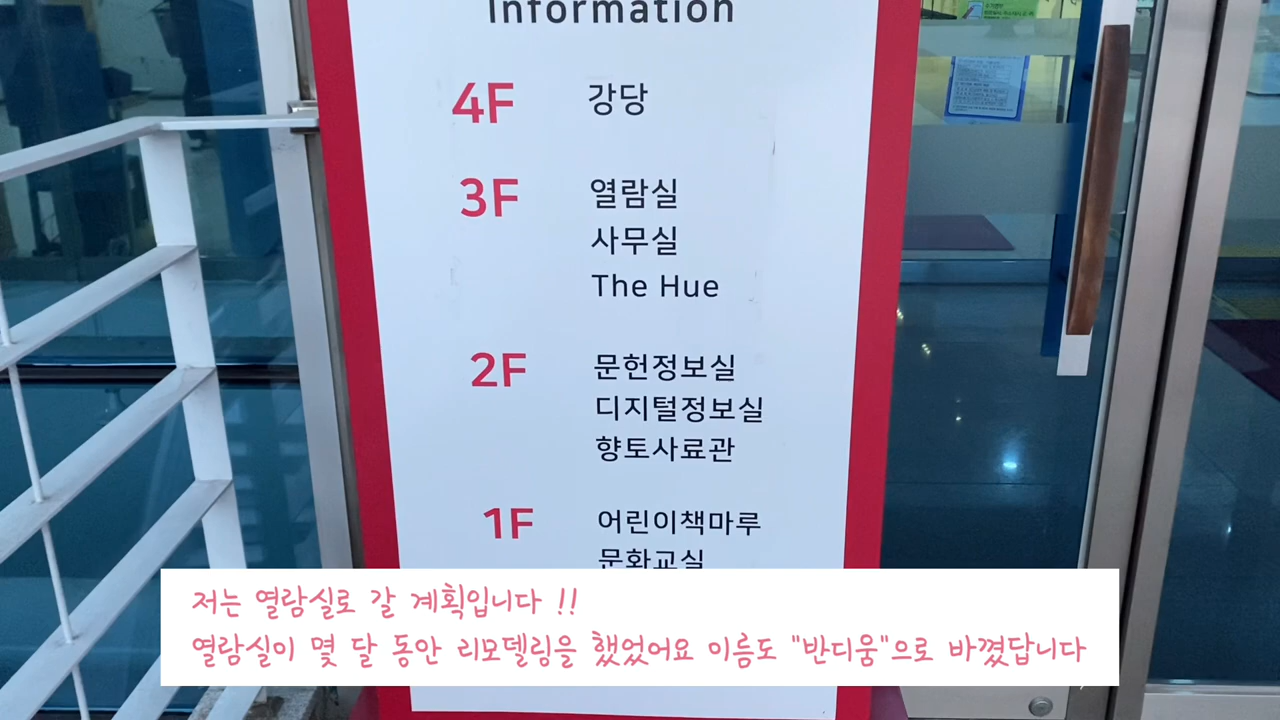 Information
4F 강당
3F 열람실
사무실
The Hue
2F 문헌정보실
디지털정보실
향토사료관
1F 어린이책마루
문화교실
저는 열람실로 갈 계획입니다 !!
열람실이 몇 달 동안 리모델링을 했었어요 이름도 "반디움"으로 바꼈답니다